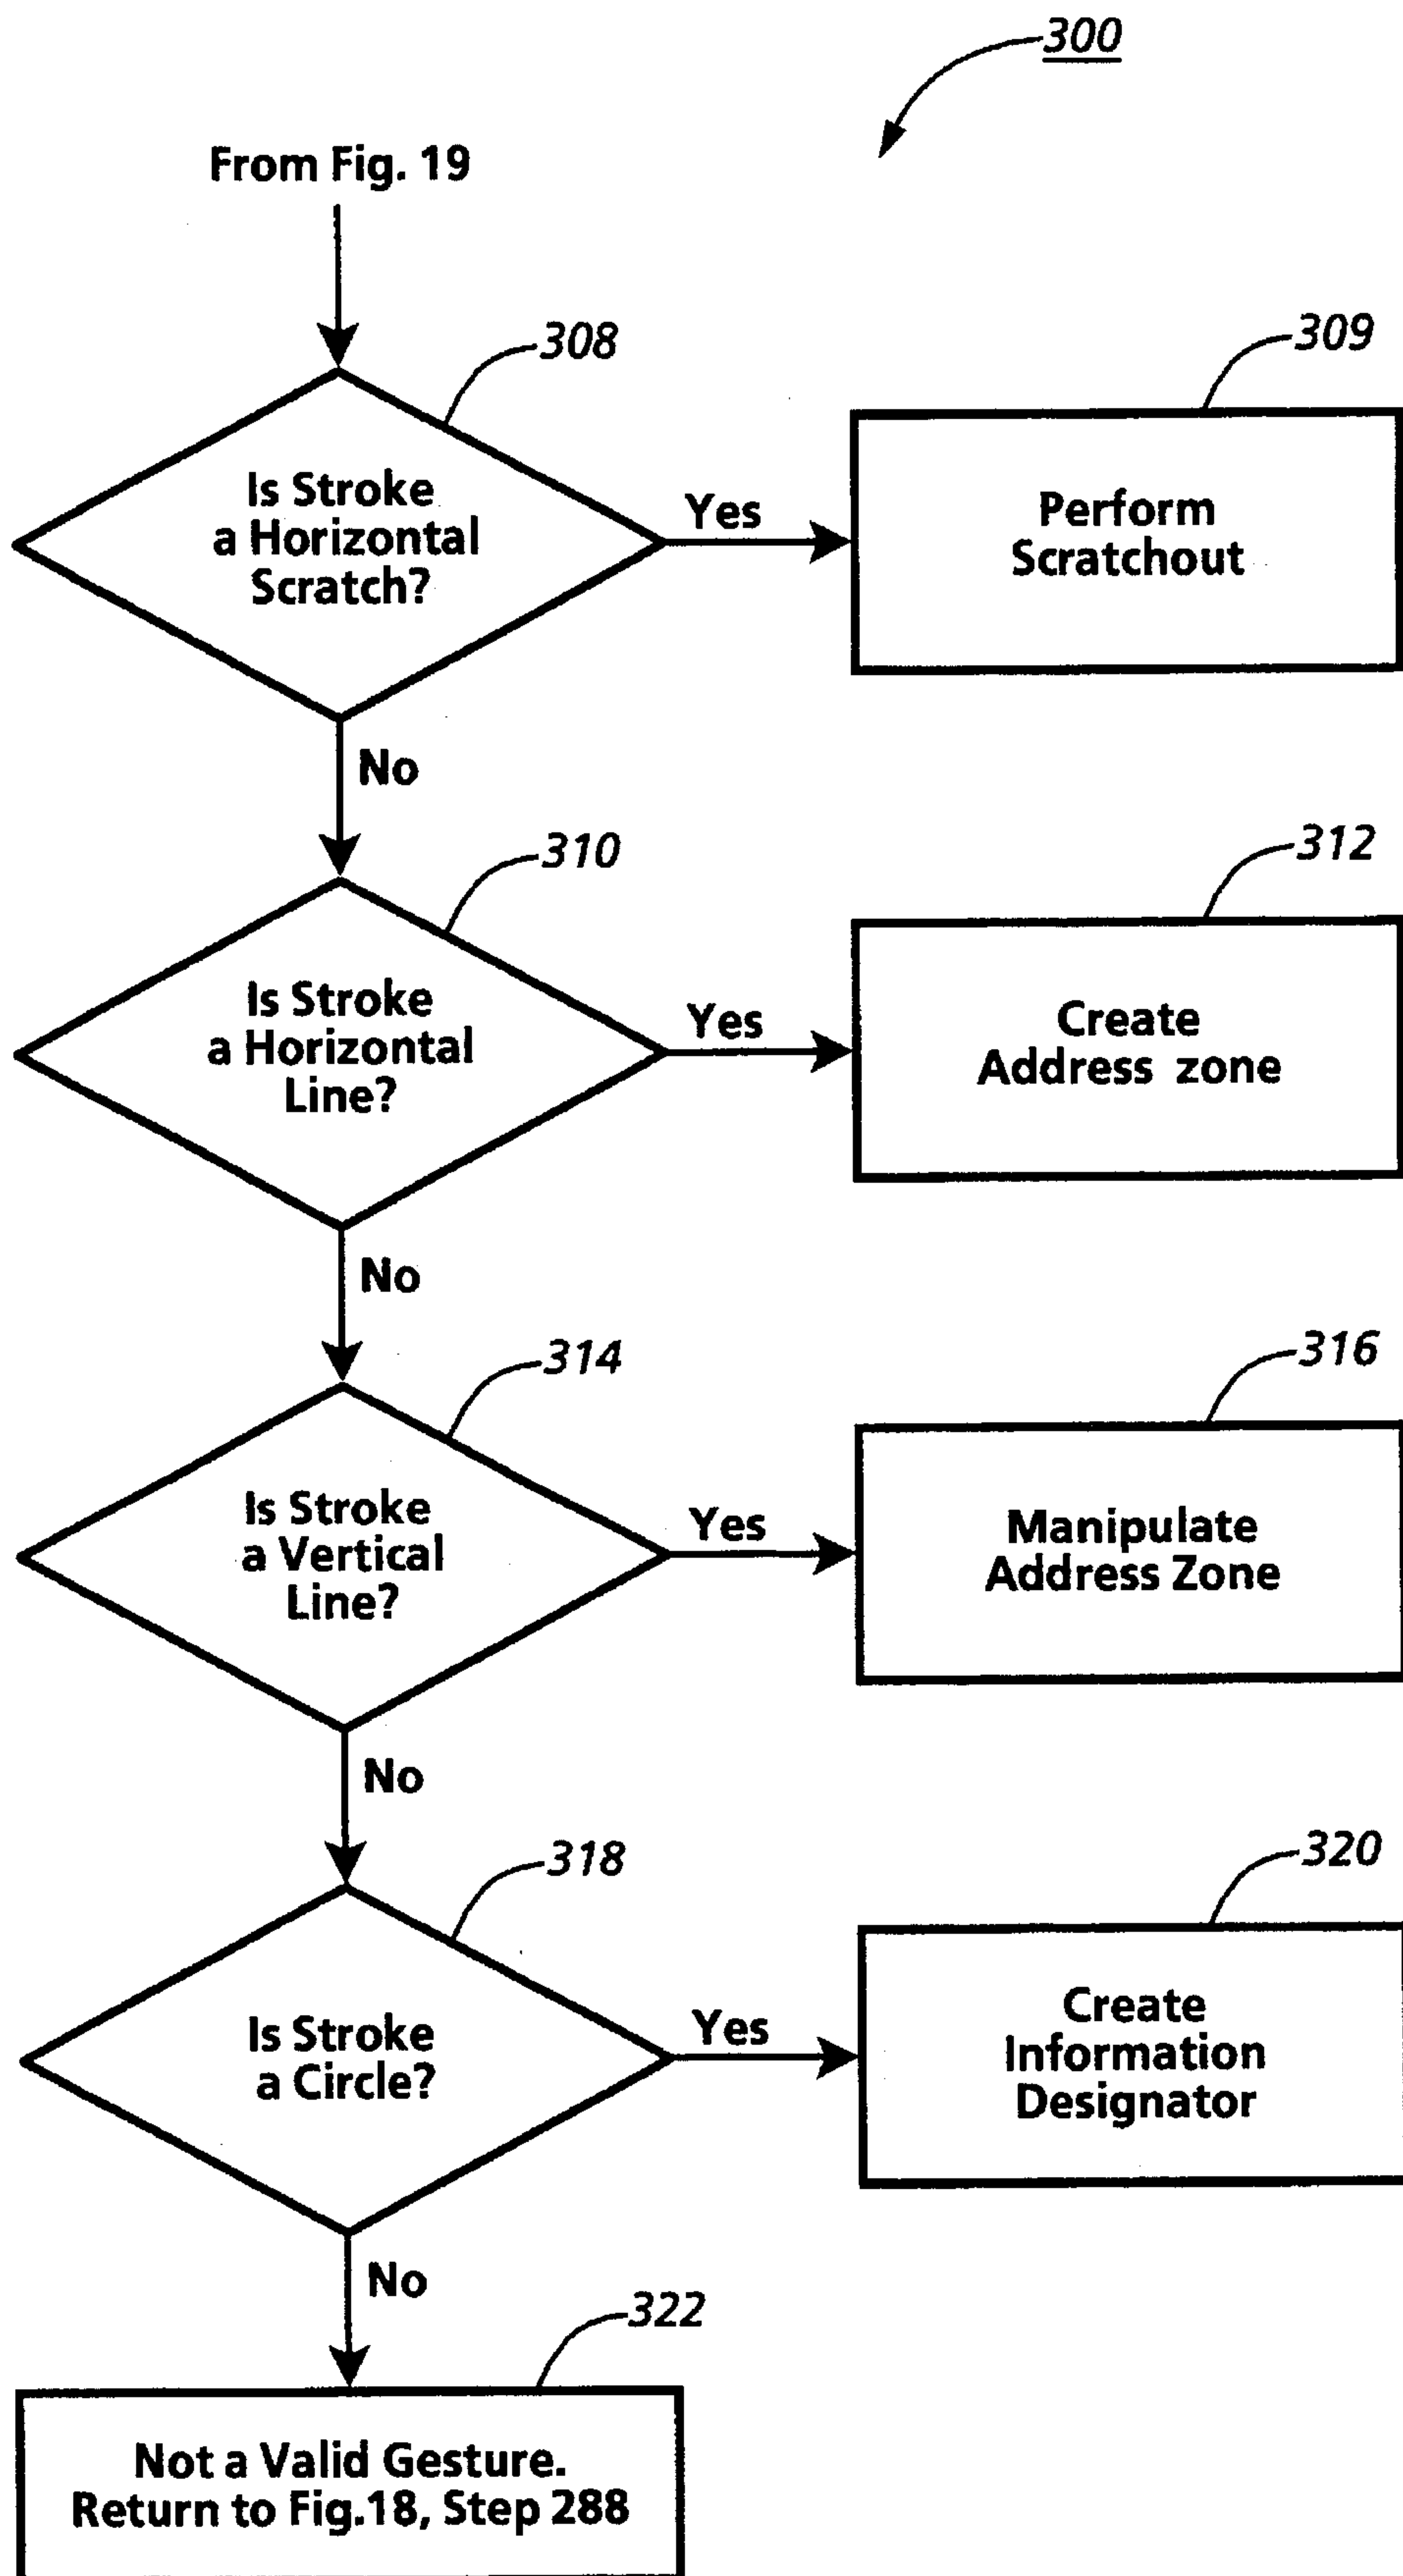 300
From Fig. 19
308
309
Is Stroke
a Horizontal
Scratch?
Yes
Perform
Scratchout
No
310
312
Is Stroke
a Horizontal
Line?
Yes
Create
Address zone
No
314
316
Is Stroke
a Vertical
Line?
Yes
Manipulate
Address Zone
No
318
320
Is Stroke
a Circle?
Yes
Create
Information
Designator
No
322
Not a Valid Gesture.
Return to Fig.18, Step 288